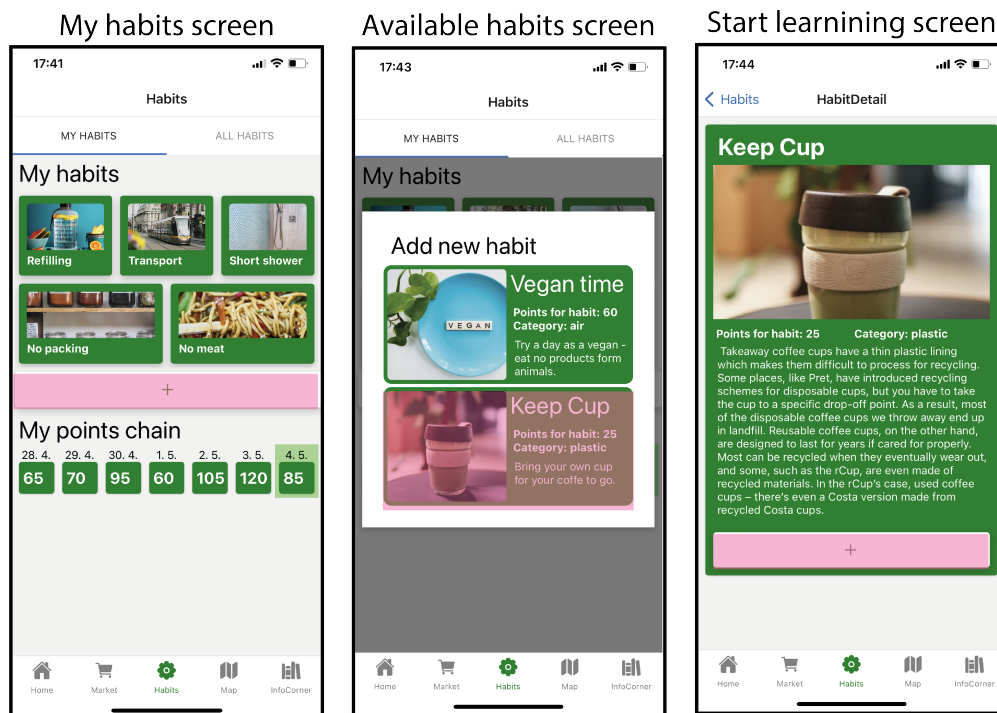 My habits screen
17:41
Habits
MY HABITS
ALL HABITS
My habits
Refilling
Transport
Short shower
No packing
No meat
+
My points chain
28. 4. 29. 4. 30. 4. 1. 5. 2. 5. 3. 5. 4. 5.
65 70 95 60 105 120 85
Home
Market
Habits
Map
InfoCorner
Available habits screen
17:43
Habits
MY HABITS
ALL HABITS
My habits
Add new habit
VEGAN
Vegan time
Points for habit: 60
Category: air
Try a day as a vegan -
eat no products form
animals.
Keep Cup
Points for habit: 25
Category: plastic
Bring your own cup
for your coffe to go.
Home
Market
Habits
Map
InfoCorner
Start learnining screen
17:44
Habits
HabitDetail
Keep Cup
Points for habit: 25
Category: plastic
Takeaway coffee cups have a thin plastic lining
which makes them difficult to process for recycling.
Some places, like Pret, have introduced recycling
schemes for disposable cups, but you have to take
the cup to a specific drop-off point. As a result, most
of the disposable coffee cups we throw away end up
in landfill. Reusable coffee cups, on the other hand,
are designed to last for years if cared for properly.
Most can be recycled when they eventually wear out,
and some, such as the rCup, are even made of
recycled materials. In the rCup's case, used coffee
cups – there's even a Costa version made from
recycled Costa cups.
+
Home
Market
Habits
Map
InfoCorner